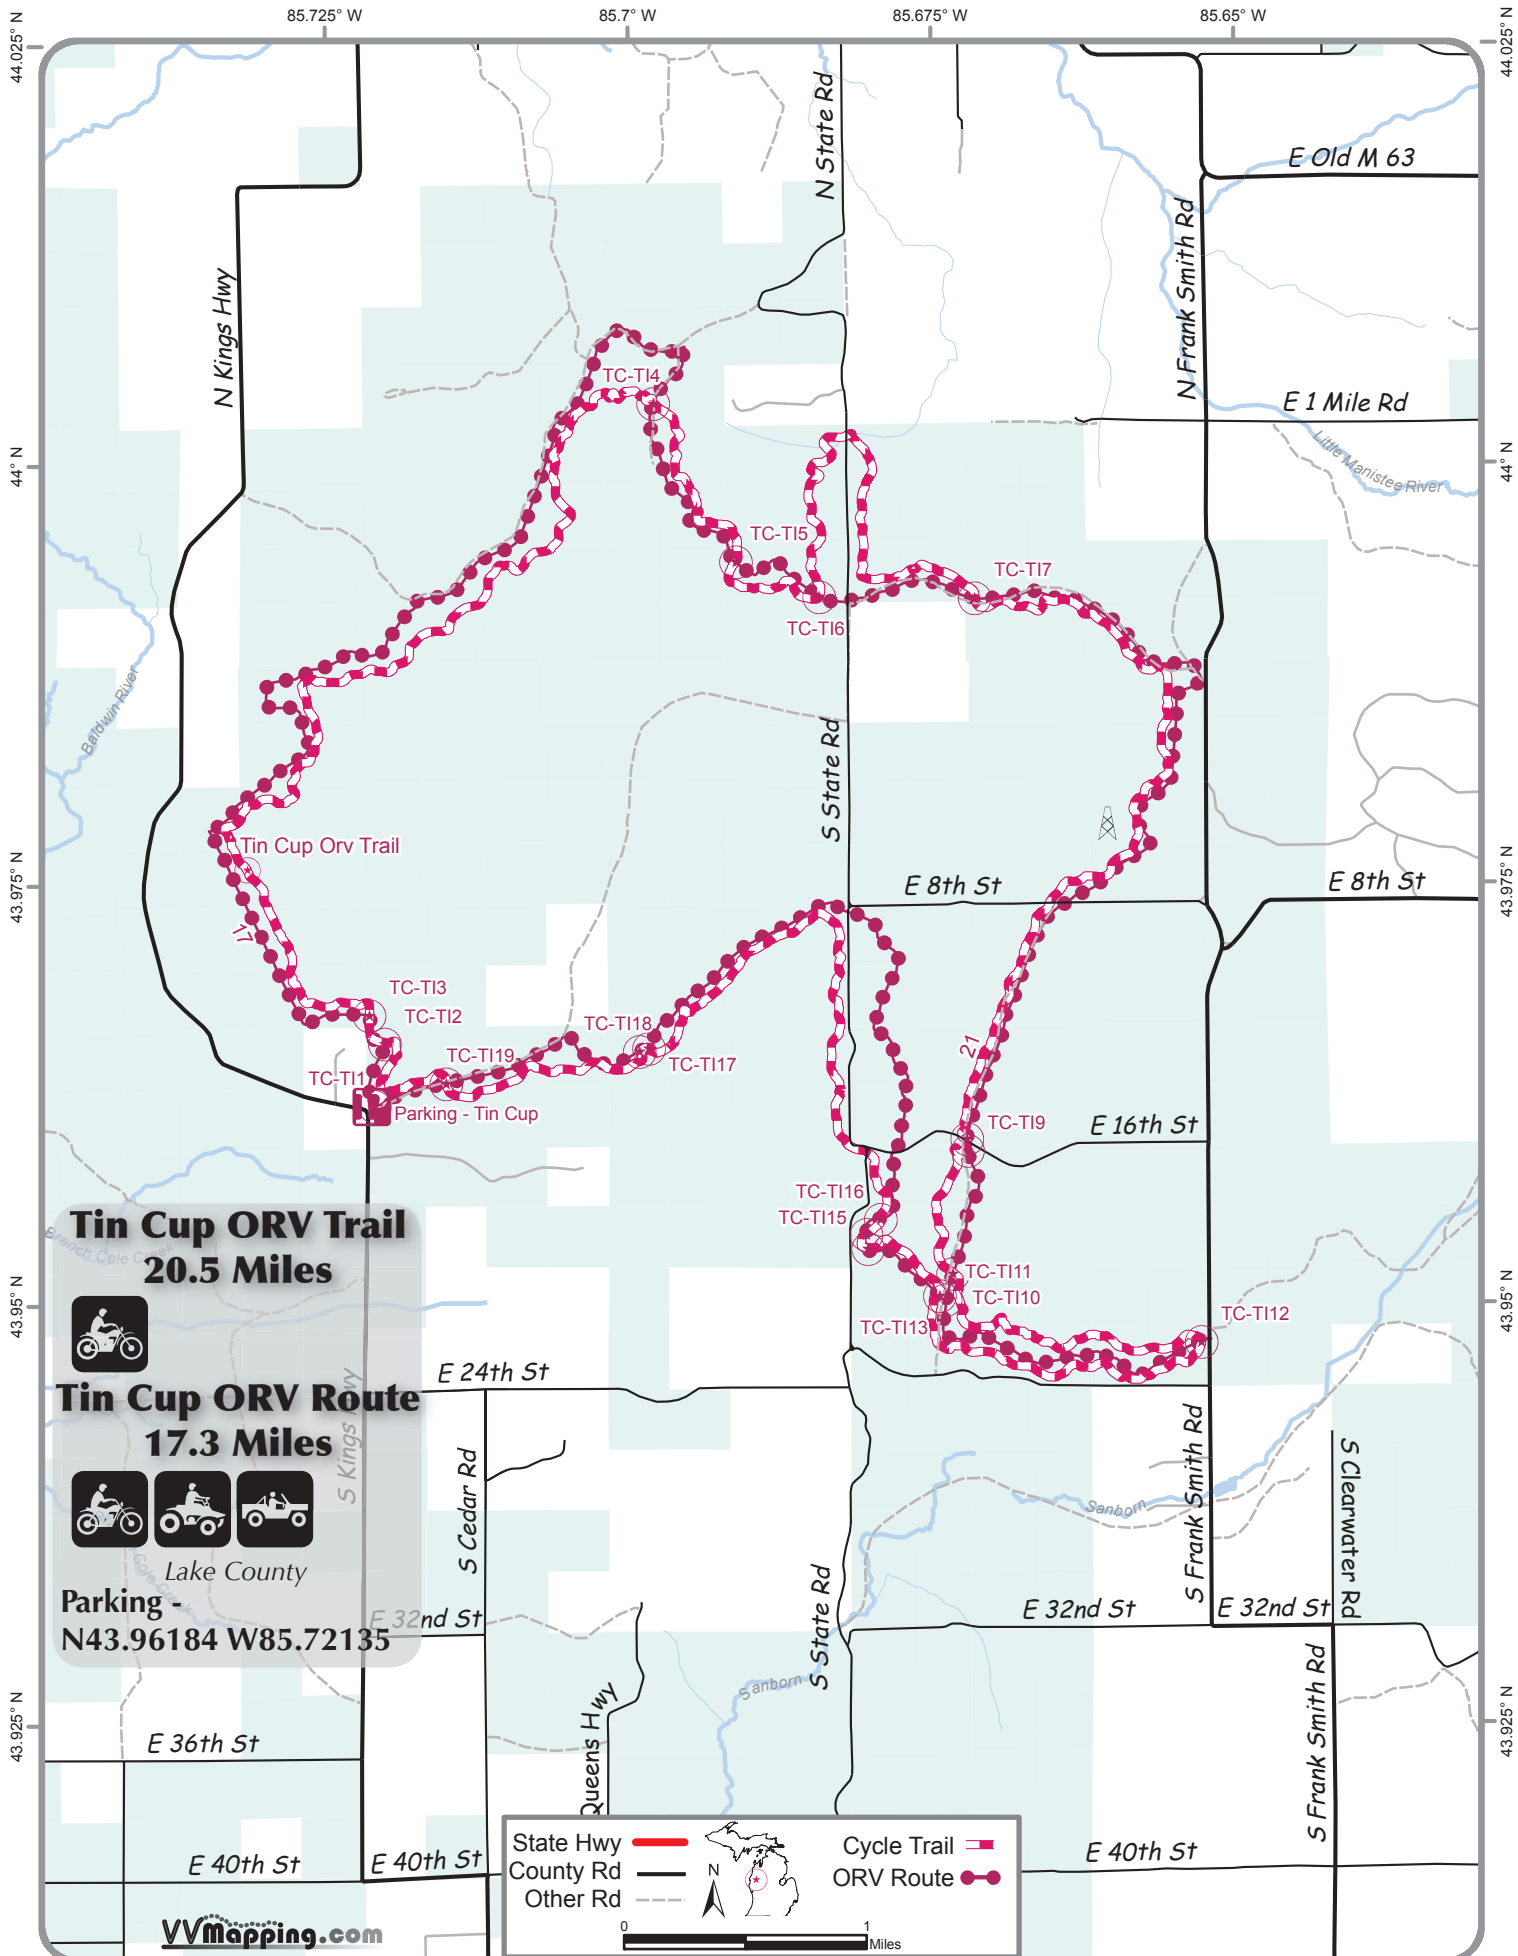 85.725° W
85.7° W
85.675° W
85.65° W
44.025° N
44.025° N
N State Rd
E Old M 63
N Kings Hwy
N Frank Smith Rd
TC-TI4
E 1 Mile Rd
Little Manistee River
44° N
44° N
TC-TI5
TC-TI7
TC-TI6
Baldwin River
S State Rd
Tin Cup Orv Trail
E 8th St
E 8th St
43.975° N
43.975° N
17
TC-TI3
TC-TI2
TC-TI18
21
TC-TI19
TC-TI17
TC-TI1
Parking - Tin Cup
TC-TI9
E 16th St
TC-TI16
TC-TI15
Tin Cup ORV Trail
20.5 Miles
Branch Cole Creek
TC-TI11
TC-TI10
TC-TI13
TC-TI12
43.95° N
43.95° N
E 24th St
Tin Cup ORV Route
17.3 Miles
S Kings Hwy
S Cedar Rd
S Frank Smith Rd
S Clearwater Rd
Sanborn
Lake County
Cole Creek
Parking -
N43.96184 W85.72135
E 32nd St
E 32nd St
E 32nd St
S State Rd
Sanborn
S Frank Smith Rd
Queens Hwy
43.925° N
43.925° N
E 36th St
E 40th St
E 40th St
E 40th St
State Hwy
County Rd
Other Rd
N
Cycle Trail
ORV Route
0
1
Miles
VVMapping.com